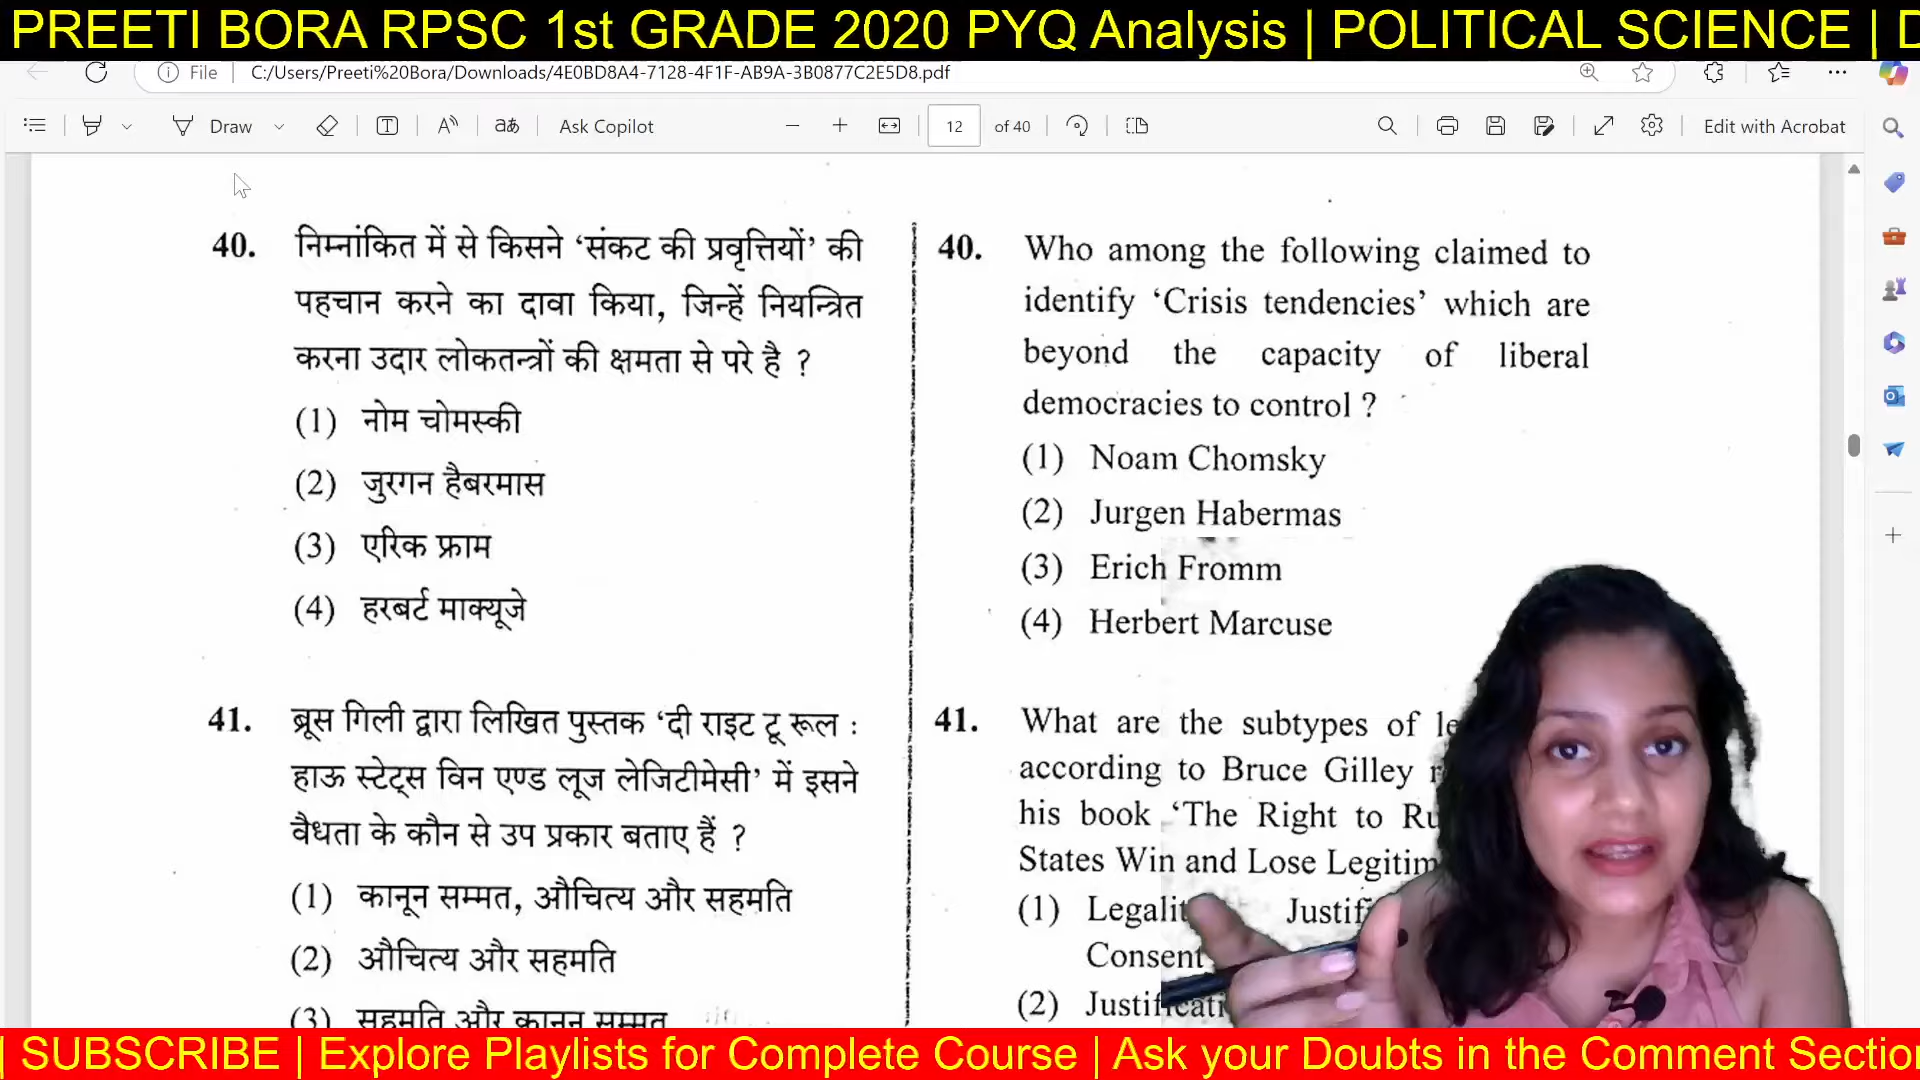 PREETI BORA RPSC 1st GRADE 2020 PYQ Analysis | POLITICAL SCIENCE |
File | C:/Users/Preeti%20Bora/Downloads/4E0BD8A4-7128-4F1F-AB9A-3B0877C2E5D8.pdf
Draw
Ask Copilot
12 of 40
Edit with Acrobat
40. निम्नांकित में से किसने ‘संकट की प्रवृत्तियों’ की
पहचान करने का दावा किया, जिन्हें नियन्त्रित
करना उदार लोकतन्त्रों की क्षमता से परे है ?
(1) नोम चोमस्की
(2) जुरगन हैबरमास
(3) एरिक फ्राम
(4) हरबर्ट माक्यूजे
41. ब्रूस गिली द्वारा लिखित पुस्तक ‘दी राइट टू रूल :
हाऊ स्टेट्स विन एण्ड लूज लेजिटीमेसी’ में इसने
वैधता के कौन से उप प्रकार बताए हैं ?
(1) कानून सम्मत, औचित्य और सहमति
(2) औचित्य और सहमति
(3) सहमति और कानून सम्मत
40. Who among the following claimed to
identify ‘Crisis tendencies’ which are
beyond the capacity of liberal
democracies to control ?
(1) Noam Chomsky
(2) Jurgen Habermas
(3) Erich Fromm
(4) Herbert Marcuse
41. What are the subtypes of
according to Bruce Gilley
his book ‘The Right to
States Win and Lose
(1)
Consent
(2)
| SUBSCRIBE | Explore Playlists for Complete Course | Ask your Doubts in the Comment